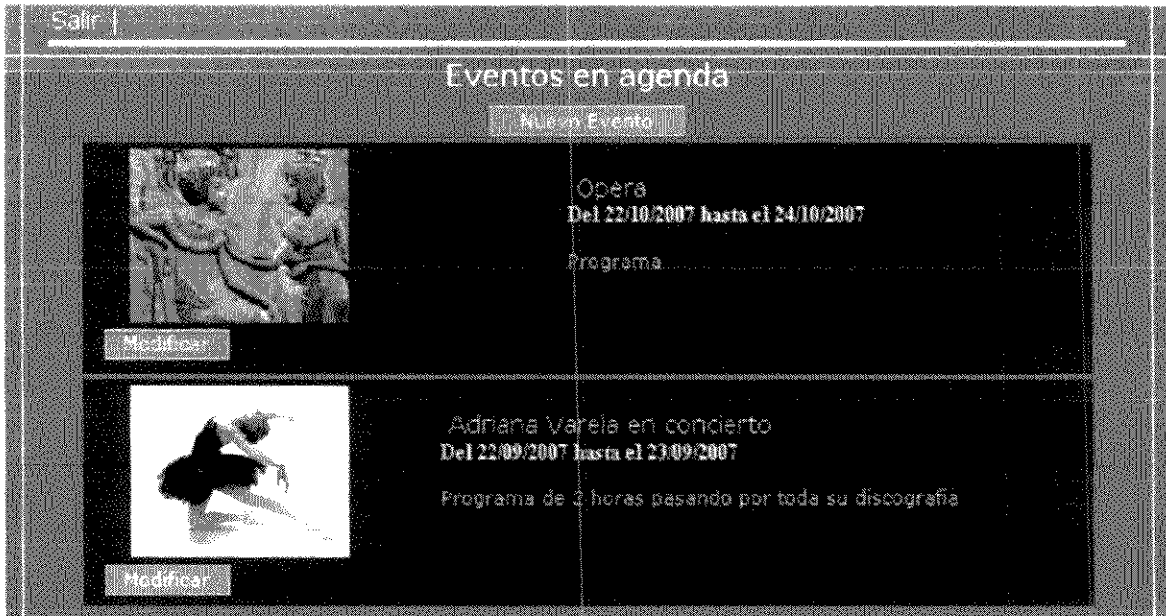 Salir |
Eventos en agenda
Nuevo Evento
Opera
Del 22/10/2007 hasta el 24/10/2007
Programa
Modificar
Adriana Varela en concierto
Del 22/09/2007 hasta el 23/09/2007
Programa de 2 horas pasando por toda su discografia
Modificar